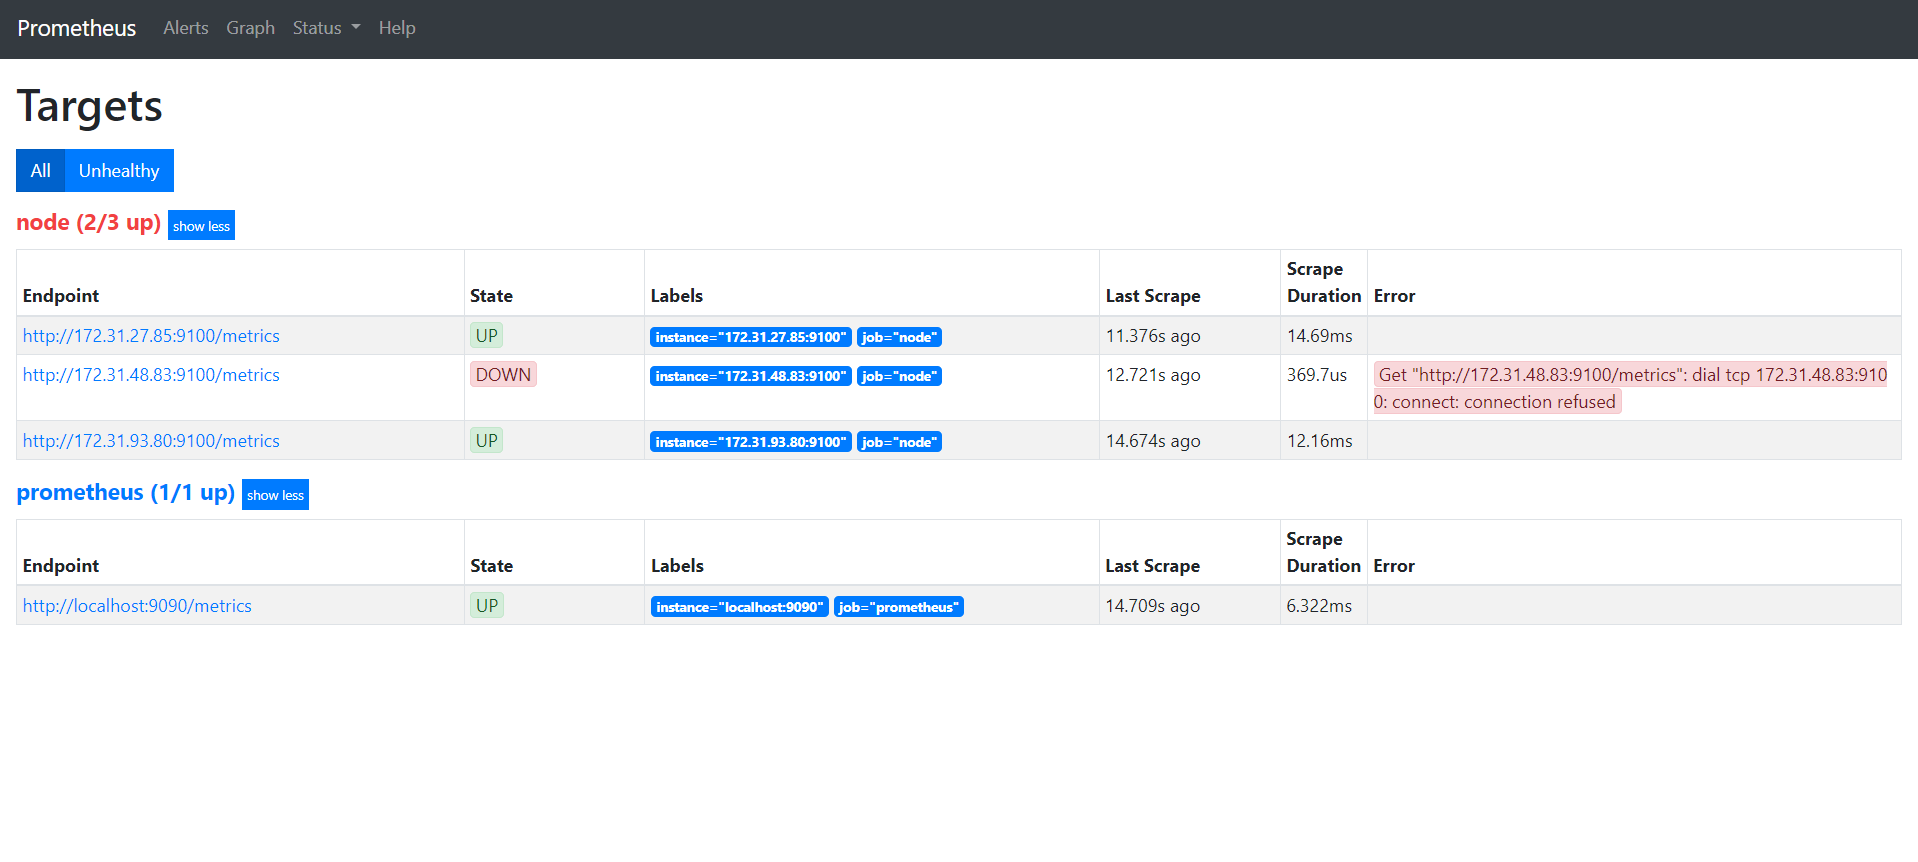 Prometheus Alerts Graph Status Help
Targets
All Unhealthy
node (2/3 up) show less
Endpoint State Labels Last Scrape Scrape Duration Error
http://172.31.27.85:9100/metrics UP instance="172.31.27.85:9100" job="node" 11.376s ago 14.69ms
http://172.31.48.83:9100/metrics DOWN instance="172.31.48.83:9100" job="node" 12.721s ago 369.7us Get "http://172.31.48.83:9100/metrics": dial tcp 172.31.48.83:910
0: connect: connection refused
http://172.31.93.80:9100/metrics UP instance="172.31.93.80:9100" job="node" 14.674s ago 12.16ms
prometheus (1/1 up) show less
Endpoint State Labels Last Scrape Scrape Duration Error
http://localhost:9090/metrics UP instance="localhost:9090" job="prometheus" 14.709s ago 6.322ms